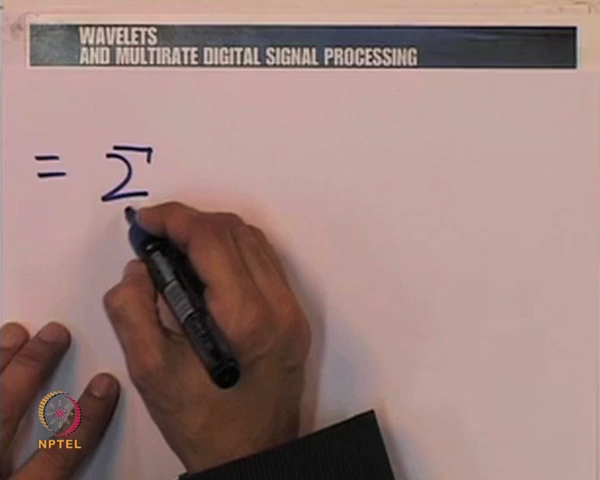 WAVELETS
AND MULTIRATE DIGITAL SIGNAL PROCESSING
= Σ
NPTEL